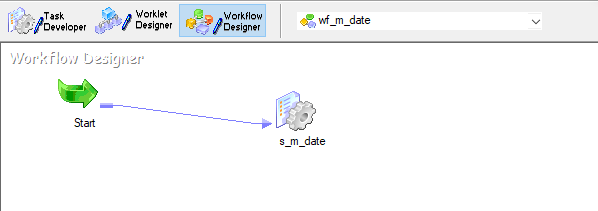 Task Developer
Worklet Designer
Workflow Designer
wf_m_date
Workflow Designer
Start
s_m_date